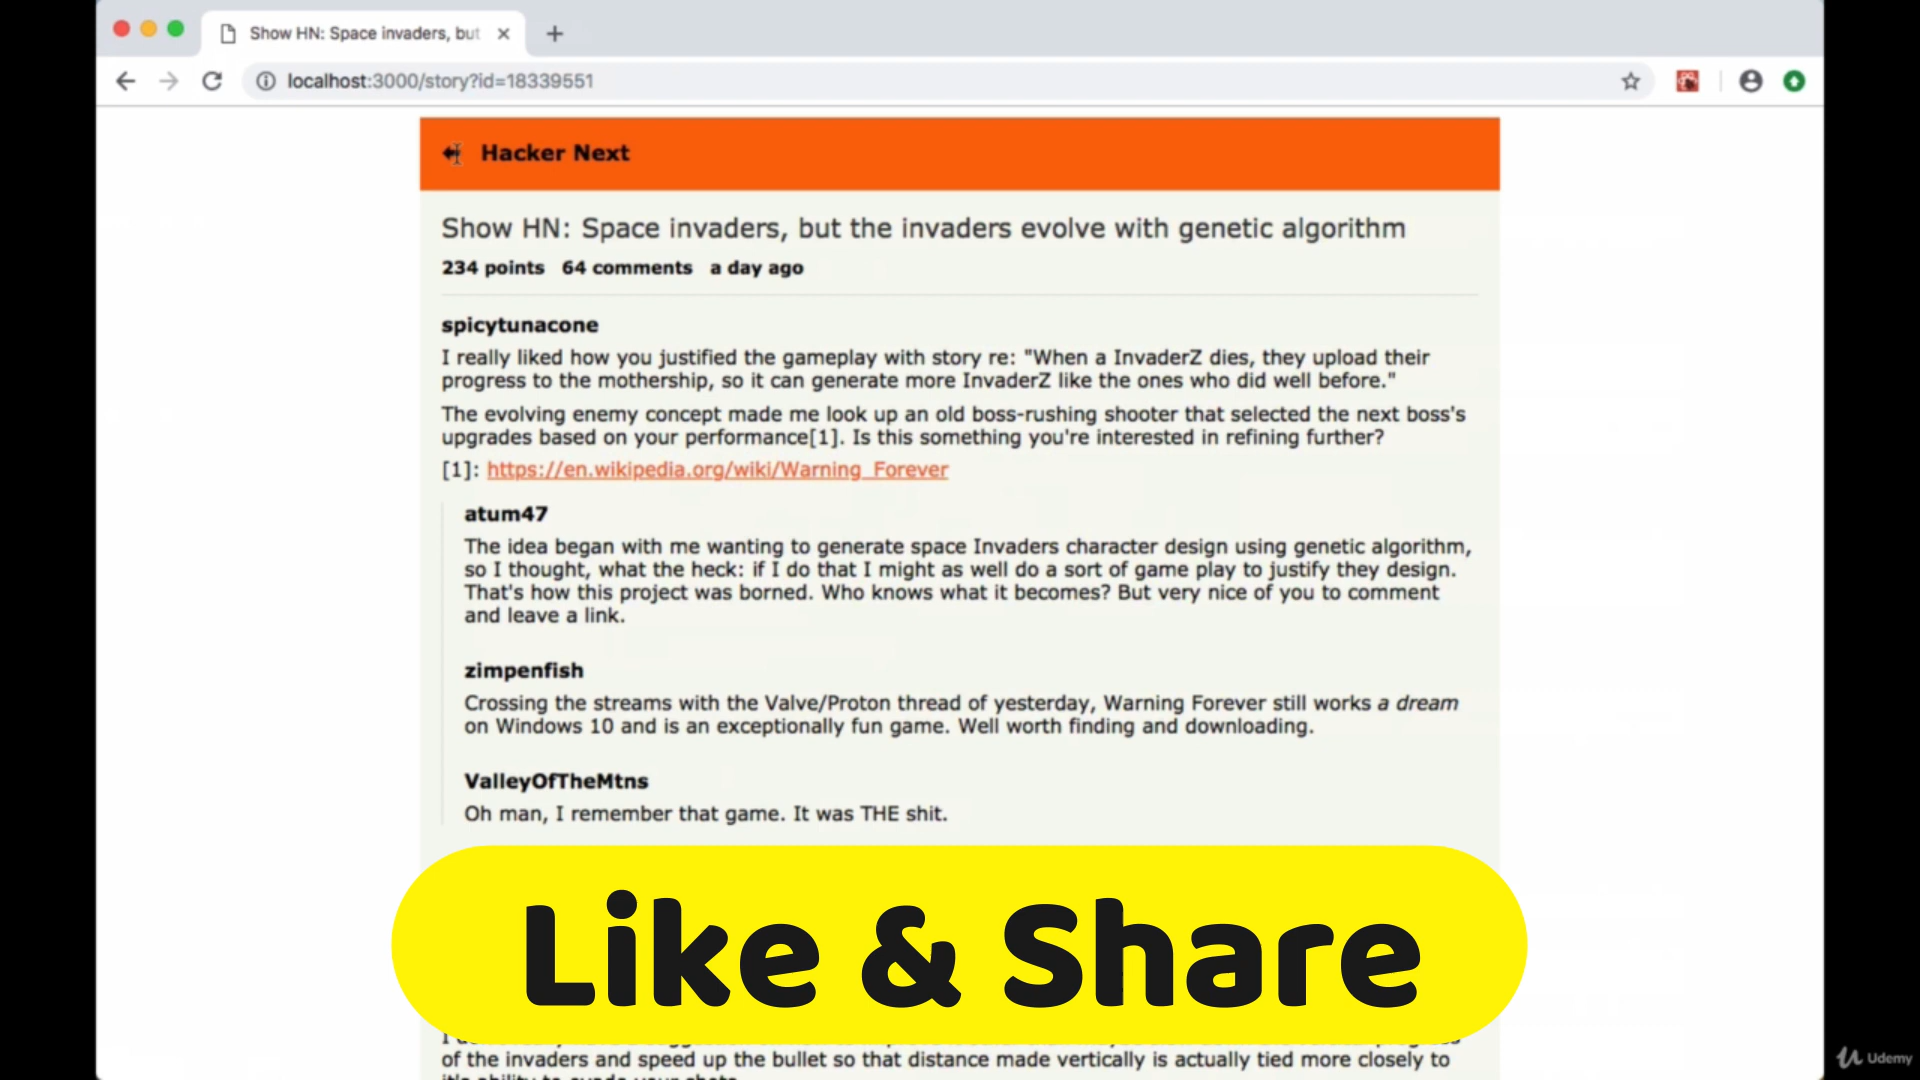 Show HN: Space invaders, but
localhost:3000/story?id=18339551
Hacker Next
Show HN: Space invaders, but the invaders evolve with genetic algorithm
234 points 64 comments a day ago
spicytunacone
I really liked how you justified the gameplay with story re: "When a InvaderZ dies, they upload their
progress to the mothership, so it can generate more InvaderZ like the ones who did well before."
The evolving enemy concept made me look up an old boss-rushing shooter that selected the next boss's
upgrades based on your performance[1]. Is this something you're interested in refining further?
[1]: https://en.wikipedia.org/wiki/Warning_Forever
atum47
The idea began with me wanting to generate space Invaders character design using genetic algorithm,
so I thought, what the heck: if I do that I might as well do a sort of game play to justify they design.
That's how this project was borned. Who knows what it becomes? But very nice of you to comment
and leave a link.
zimpenfish
Crossing the streams with the Valve/Proton thread of yesterday, Warning Forever still works a dream
on Windows 10 and is an exceptionally fun game. Well worth finding and downloading.
ValleyOfTheMtns
Oh man, I remember that game. It was THE shit.
Like & Share
of the invaders and speed up the bullet so that distance made vertically is actually tied more closely to
Udemy